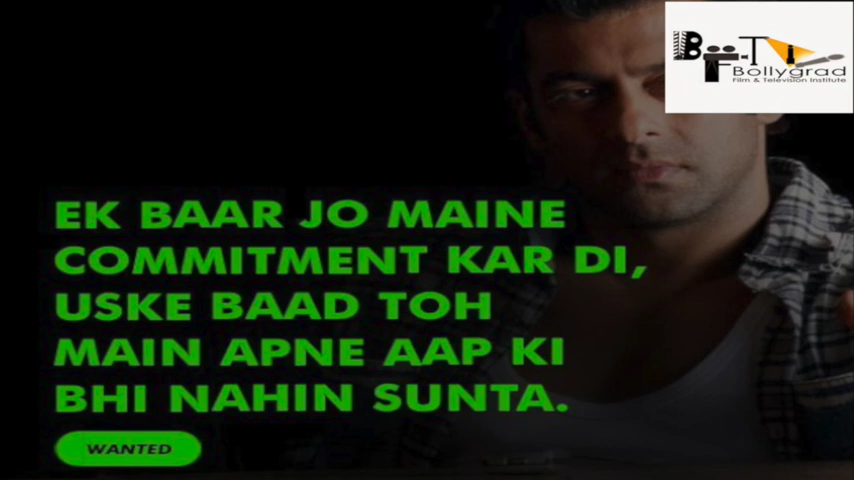 EK BAAR JO MAINE
COMMITMENT KAR DI,
USKE BAAD TOH
MAIN APNE AAP KI
BHI NAHIN SUNTA.
WANTED
BFTI
Bollygrad
Film & Television Institute